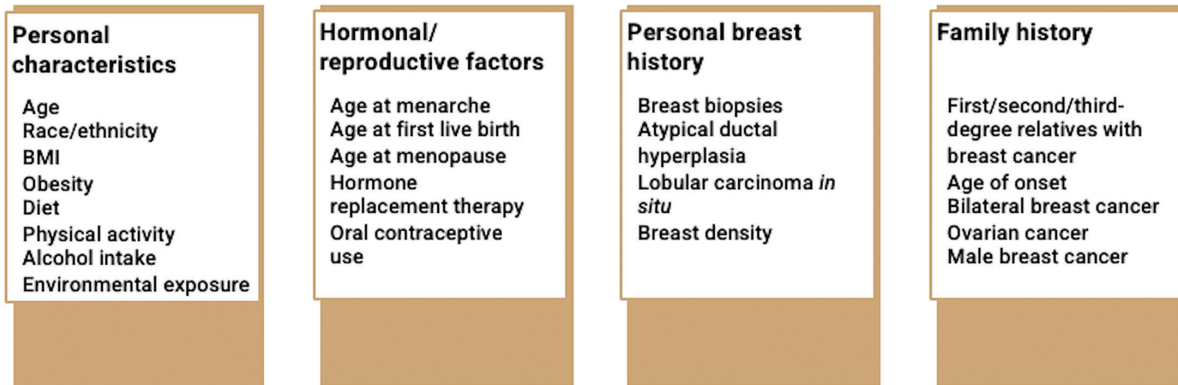 Personal
characteristics
Age
Race/ethnicity
BMI
Obesity
Diet
Physical activity
Alcohol intake
Environmental exposure
Hormonal/
reproductive factors
Age at menarche
Age at first live birth
Age at menopause
Hormone
replacement therapy
Oral contraceptive
use
Personal breast
history
Breast biopsies
Atypical ductal
hyperplasia
Lobular carcinoma in
situ
Breast density
Family history
First/second/third-
degree relatives with
breast cancer
Age of onset
Bilateral breast cancer
Ovarian cancer
Male breast cancer